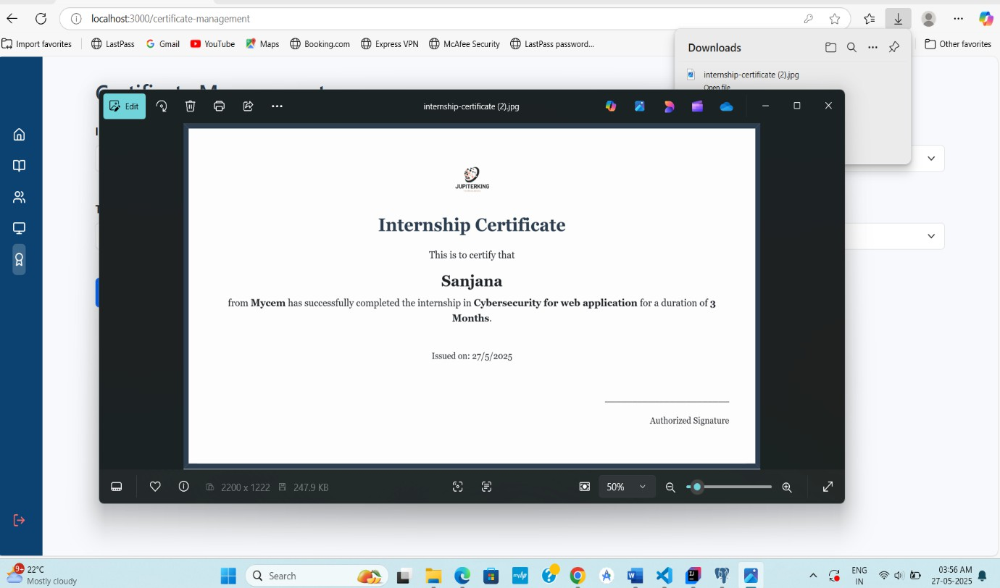 localhost:3000/certificate-management
Import favorites
LastPass
Gmail
YouTube
Maps
Booking.com
Express VPN
McAfee Security
LastPass password...
Other favorites
Downloads
internship-certificate (2).jpg
Open file
Edit
internship-certificate (2).jpg
JUPITERKING
Internship Certificate
This is to certify that
Sanjana
from Mycem has successfully completed the internship in Cybersecurity for web application for a duration of 3
Months.
Issued on: 27/5/2025
Authorized Signature
2200 x 1222
247.9 KB
50%
9+
22°C
Mostly cloudy
Search
myhp
ENG
IN
03:56 AM
27-05-2025